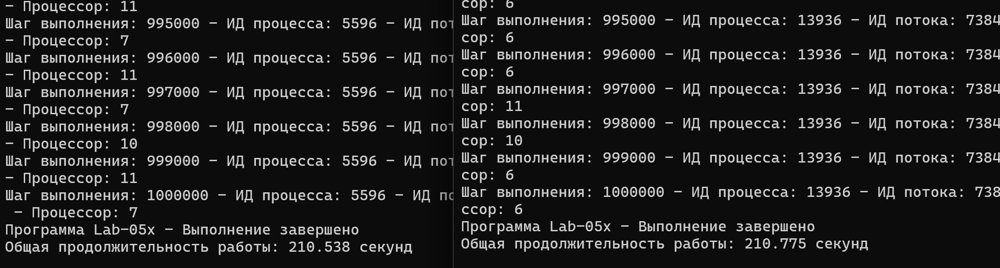 - Процессор: 11
Шаг выполнения: 995000 - ИД процесса: 5596 - ИД
- Процессор: 7
Шаг выполнения: 996000 - ИД процесса: 5596 - ИД
- Процессор: 11
Шаг выполнения: 997000 - ИД процесса: 5596 - ИД
- Процессор: 7
Шаг выполнения: 998000 - ИД процесса: 5596 - ИД
- Процессор: 10
Шаг выполнения: 999000 - ИД процесса: 5596 - ИД
- Процессор: 11
Шаг выполнения: 1000000 - ИД процесса: 5596 - ИД
- Процессор: 7
Программа Lab-05x - Выполнение завершено
Общая продолжительность работы: 210.538 секунд
сор: 6
Шаг выполнения: 995000 - ИД процесса: 13936 - ИД потока: 7384
сор: 6
Шаг выполнения: 996000 - ИД процесса: 13936 - ИД потока: 7384
сор: 6
Шаг выполнения: 997000 - ИД процесса: 13936 - ИД потока: 7384
сор: 11
Шаг выполнения: 998000 - ИД процесса: 13936 - ИД потока: 7384
сор: 10
Шаг выполнения: 999000 - ИД процесса: 13936 - ИД потока: 7384
сор: 6
Шаг выполнения: 1000000 - ИД процесса: 13936 - ИД потока: 738
ссор: 6
Программа Lab-05x - Выполнение завершено
Общая продолжительность работы: 210.775 секунд